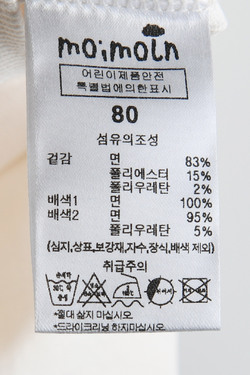 moimoln
어린이제품안전
특별법에의한표시
80
섬유의조성
겉감 면 83%
폴리에스터 15%
폴리우레탄 2%
배색1 면 100%
배색2 면 95%
폴리우레탄 5%
(심지,상표,보강재,자수,장식,배색 제외)
취급주의
*절대 삶지 마십시오.
*드라이크리닝 하지마십시오.